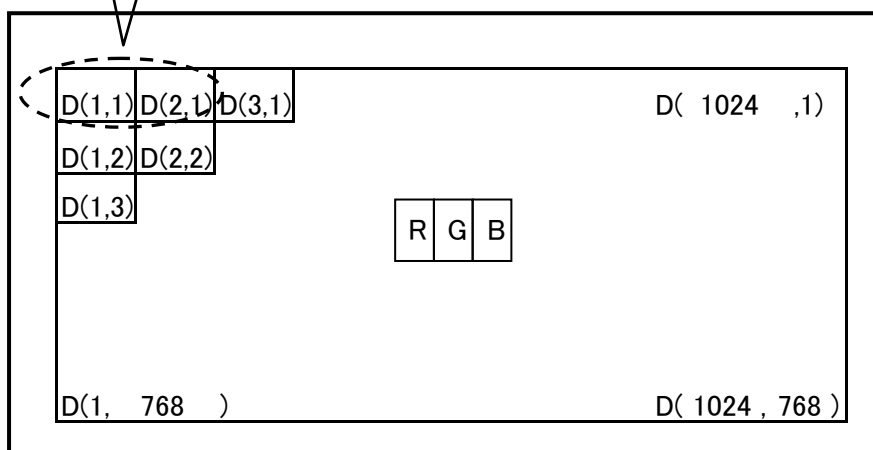 D(1,1) D(2,1) D(3,1) D( 1024 ,1)
D(1,2) D(2,2)
D(1,3)
R G B
D(1, 768 ) D( 1024 , 768 )